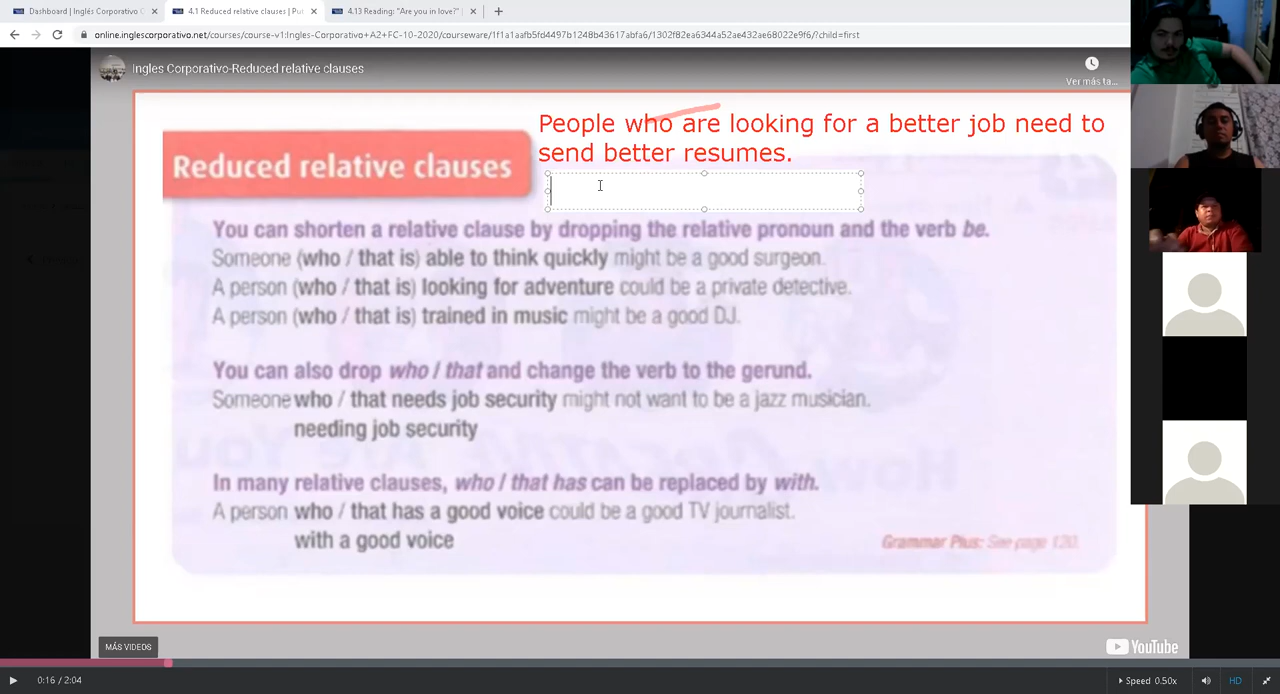 Dashboard | Inglés Corporativo C
4.1 Reduced relative clauses | Pu
4.13 Reading: "Are you in love?" |
online.inglescorporativo.net/courses/course-v1:Ingles-Corporativo+A2+FC-10-2020/courseware/1f1a1aafb5fd4497b1248b43617abfa6/1302f82ea6344a52ae432ae68022e9f6/?child=first
Ingles Corporativo-Reduced relative clauses
Ver más ta...
People who are looking for a better job need to
send better resumes.
Reduced relative clauses
You can shorten a relative clause by dropping the relative pronoun and the verb be.
Someone (who / that is) able to think quickly might be a good surgeon.
A person (who / that is) looking for adventure could be a private detective.
A person (who / that is) trained in music might be a good DJ.
You can also drop who / that and change the verb to the gerund.
Someone who / that needs job security might not want to be a jazz musician.
needing job security
In many relative clauses, who / that has can be replaced by with.
A person who / that has a good voice could be a good TV journalist.
with a good voice
Grammar Plus: See page 120.
MÁS VIDEOS
YouTube
0:16 / 2:04
Speed 0.50x
HD